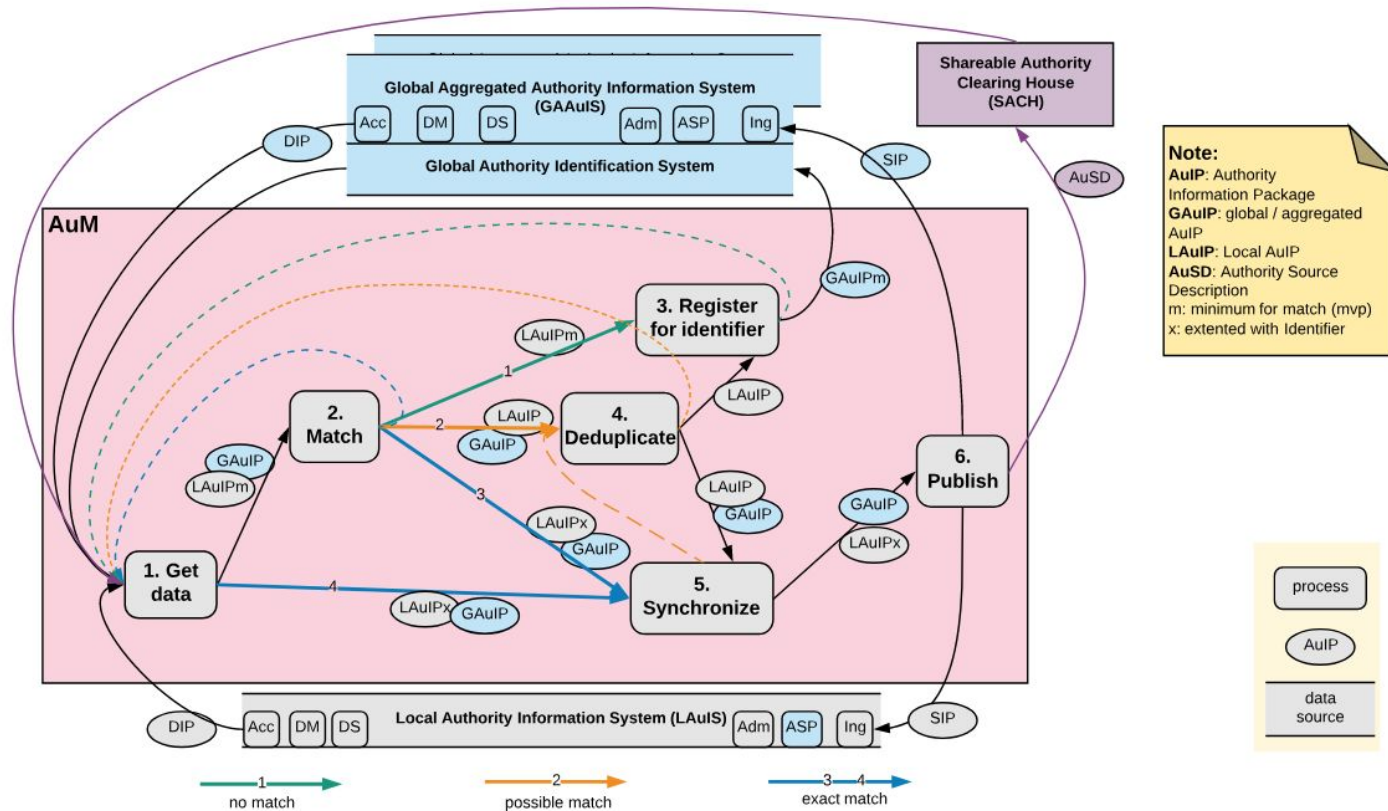 Global Aggregated Authority Information System
(GAAuIS)
Acc
DM
DS
Adm
ASP
Ing
Global Authority Identification System
Shareable Authority
Clearing House
(SACH)
DIP
SIP
AuSD
Note:
AuIP: Authority
Information Package
GAuIP: global / aggregated
AuIP
LAuIP: Local AuIP
AuSD: Authority Source
Description
m: minimum for match (mvp)
x: extented with Identifier
AuM
GAuIPm
3. Register
for identifier
LAuIPm
1
LAuIP
2.
Match
2
LAuIP
GAuIP
4.
Deduplicate
GAuIP
LAuIPm
3
LAuIPx
GAuIP
LAuIP
GAuIP
6.
Publish
GAuIP
LAuIPx
1. Get
data
4
LAuIPx
GAuIP
5.
Synchronize
process
AuIP
data
source
DIP
Local Authority Information System (LAuIS)
Acc
DM
DS
Adm
ASP
Ing
SIP
1
no match
2
possible match
3
4
exact match